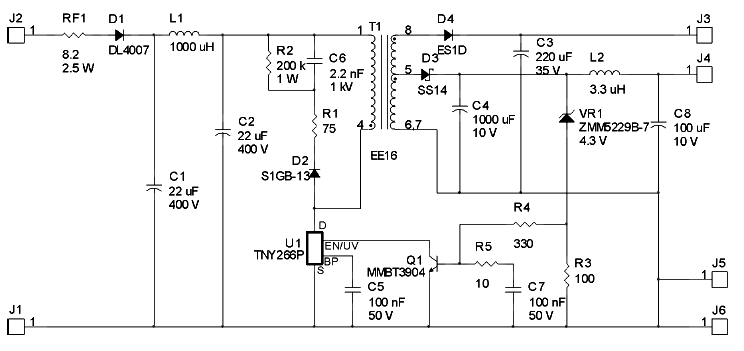 J2
1
RF1
8.2
2.5 W
D1
DL4007
L1
1000 uH
R2
200 k
1 W
C6
2.2 nF
1 kV
1
T1
8
D4
ES1D
C3
220 uF
35 V
1
J3
5
D3
SS14
L2
3.3 uH
1
J4
C4
1000 uF
10 V
VR1
ZMM5229B-7
4.3 V
C8
100 uF
10 V
R1
75
4
6,7
EE16
C2
22 uF
400 V
C1
22 uF
400 V
D2
S1GB-13
D
U1
TNY266P
EN/UV
BP
S
C5
100 nF
50 V
Q1
MMBT3904
R4
330
R5
10
C7
100 nF
50 V
R3
100
1
J5
J1
1
1
J6